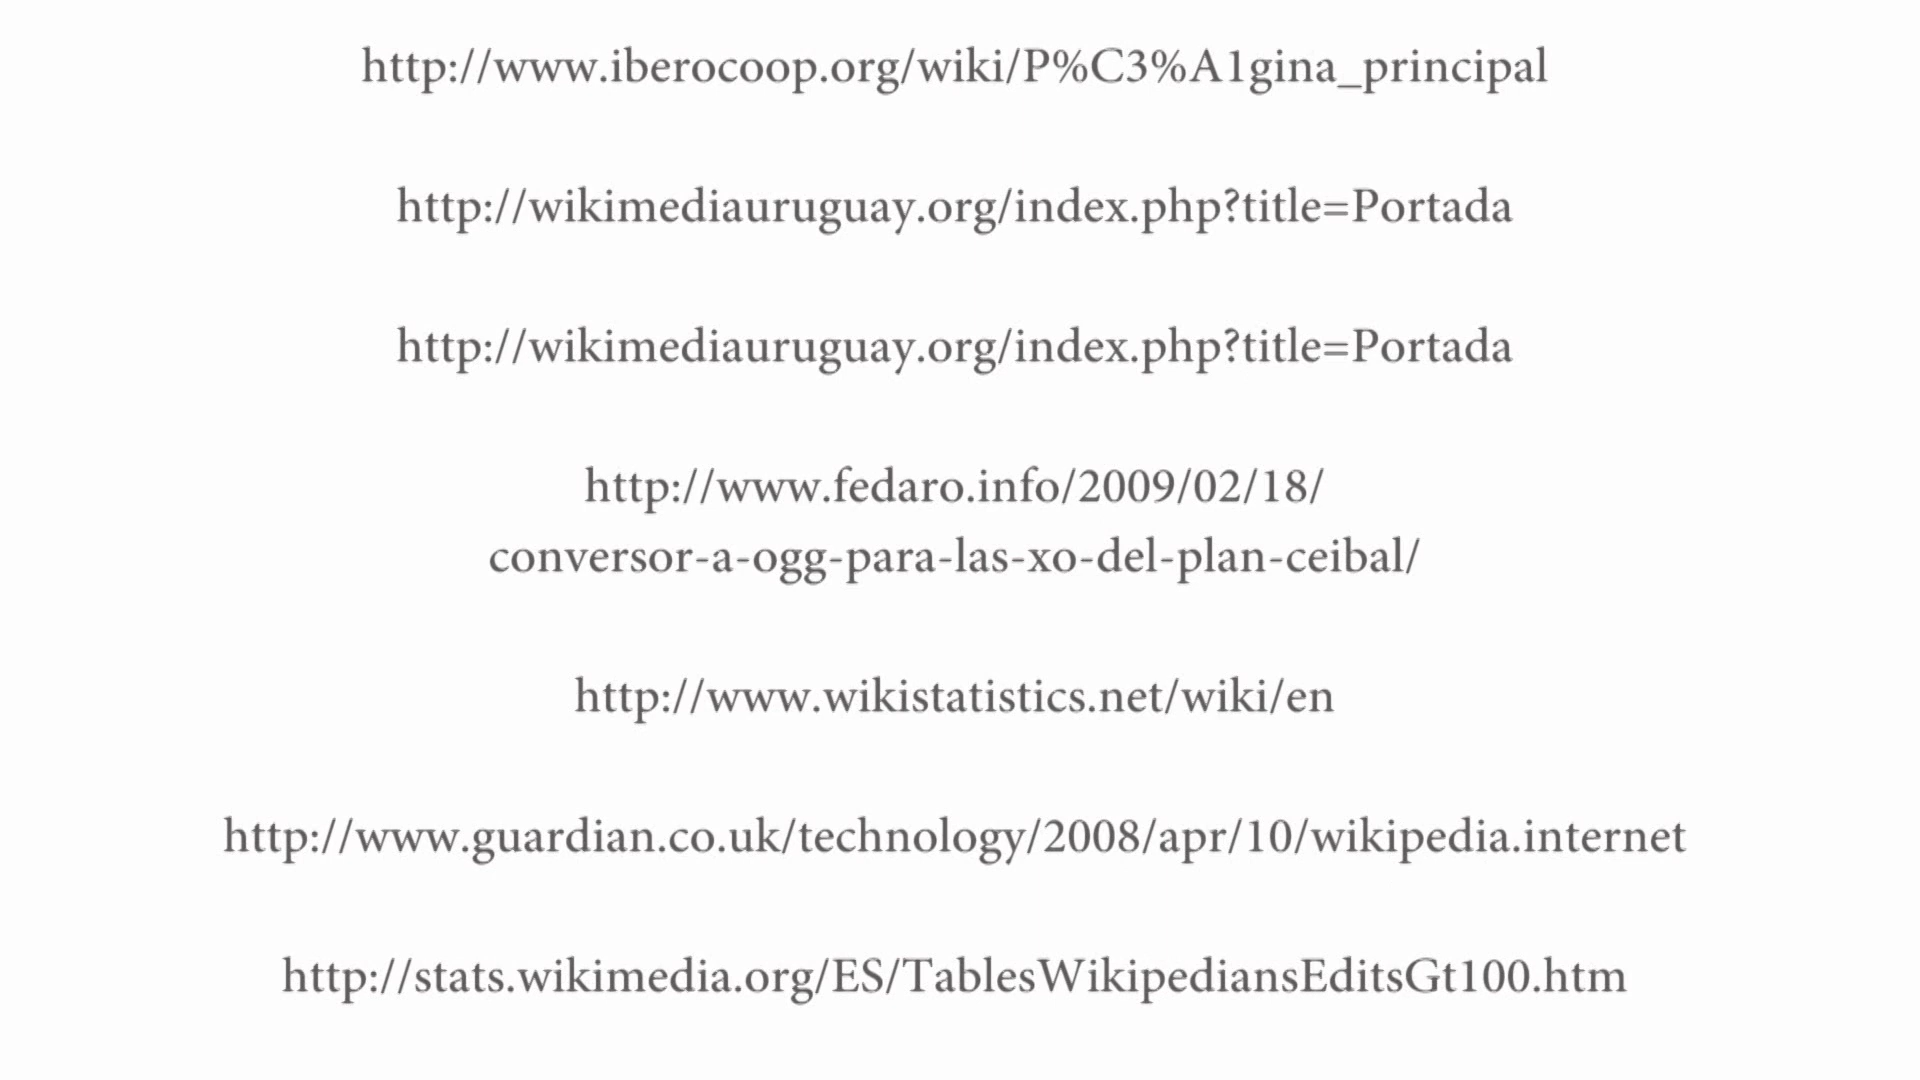 http://www.iberocoop.org/wiki/P%C3%A1gina_principal
http://wikimediauruguay.org/index.php?title=Portada
http://wikimediauruguay.org/index.php?title=Portada
http://www.fedaro.info/2009/02/18/
conversor-a-ogg-para-las-xo-del-plan-ceibal/
http://www.wikistatistics.net/wiki/en
http://www.guardian.co.uk/technology/2008/apr/10/wikipedia.internet
http://stats.wikimedia.org/ES/TablesWikipediansEditsGt100.htm